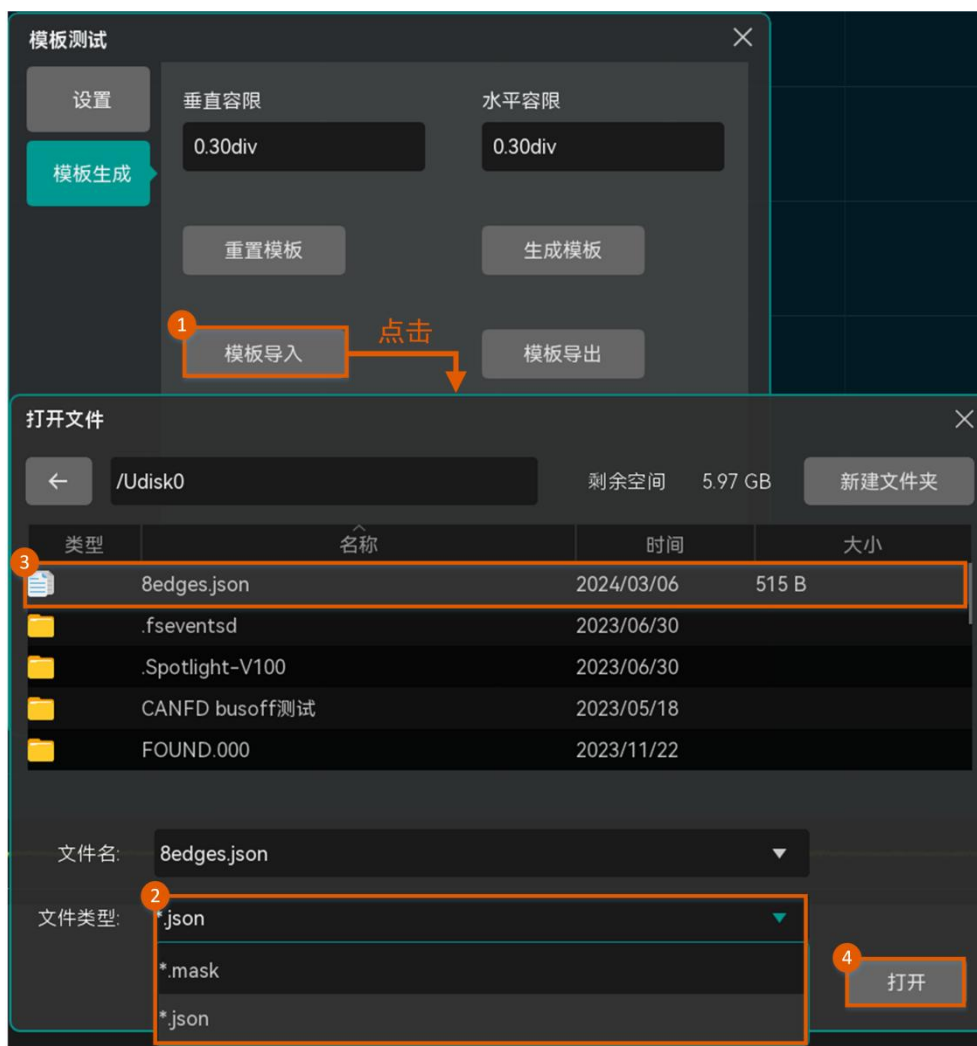 模板测试
设置
垂直容限
水平容限
0.30div
0.30div
模板生成
重置模板
生成模板
1
点击
模板导入
模板导出
打开文件
/Udisk0
剩余空间
5.97 GB
新建文件夹
类型
名称
时间
大小
3
8edges.json
2024/03/06
515 B
.fseventsd
2023/06/30
.Spotlight-V100
2023/06/30
CANFD busoff测试
2023/05/18
FOUND.000
2023/11/22
文件名:
8edges.json
2
文件类型:
*.json
*.mask
*.json
4
打开